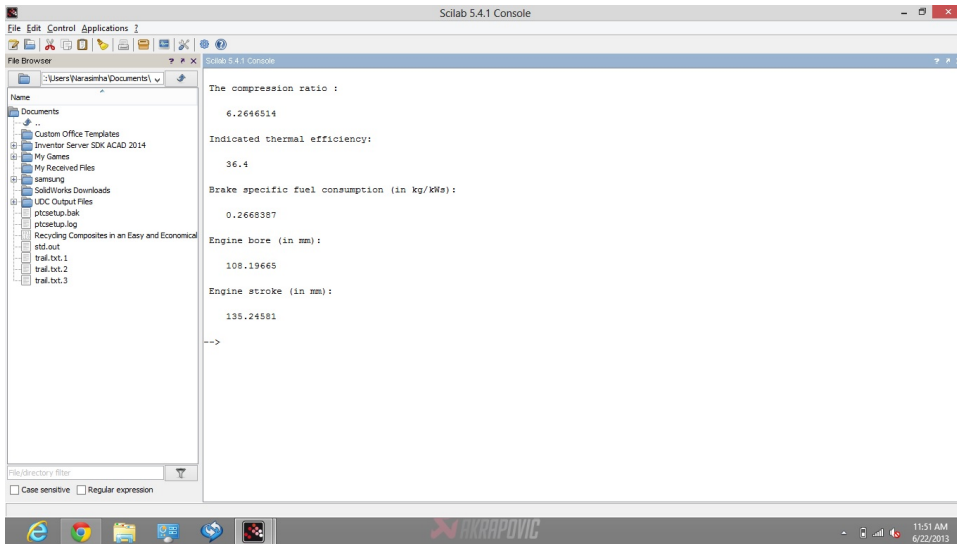 Scilab 5.4.1 Console
File Edit Control Applications ?
File Browser ? ↗ X
Scilab 5.4.1 Console ? ↗
:\Users\Narasimha\Documents\
Name
Documents
..
Custom Office Templates
Inventor Server SDK ACAD 2014
My Games
My Received Files
samsung
SolidWorks Downloads
UDC Output Files
ptcsetup.bak
ptcsetup.log
Recycling Composites in an Easy and Economical
std.out
trail.txt.1
trail.txt.2
trail.txt.3
File/directory filter
Case sensitive Regular expression
The compression ratio :
6.2646514
Indicated thermal efficiency:
36.4
Brake specific fuel consumption (in kg/kWs):
0.2668387
Engine bore (in mm):
108.19665
Engine stroke (in mm):
135.24581
-->
AKRAPOVIC
11:51 AM
6/22/2013